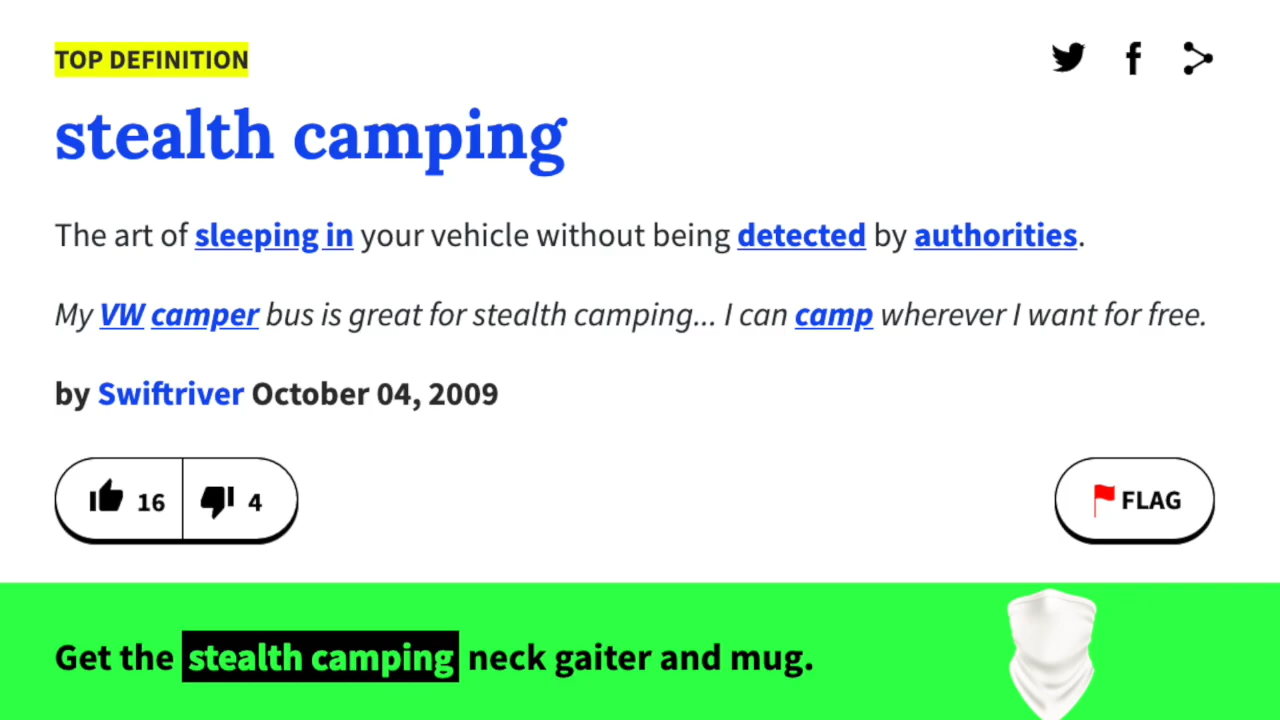 TOP DEFINITION
stealth camping
The art of sleeping in your vehicle without being detected by authorities.
My VW camper bus is great for stealth camping... I can camp wherever I want for free.
by Swiftriver October 04, 2009
16 4 FLAG
Get the stealth camping neck gaiter and mug.